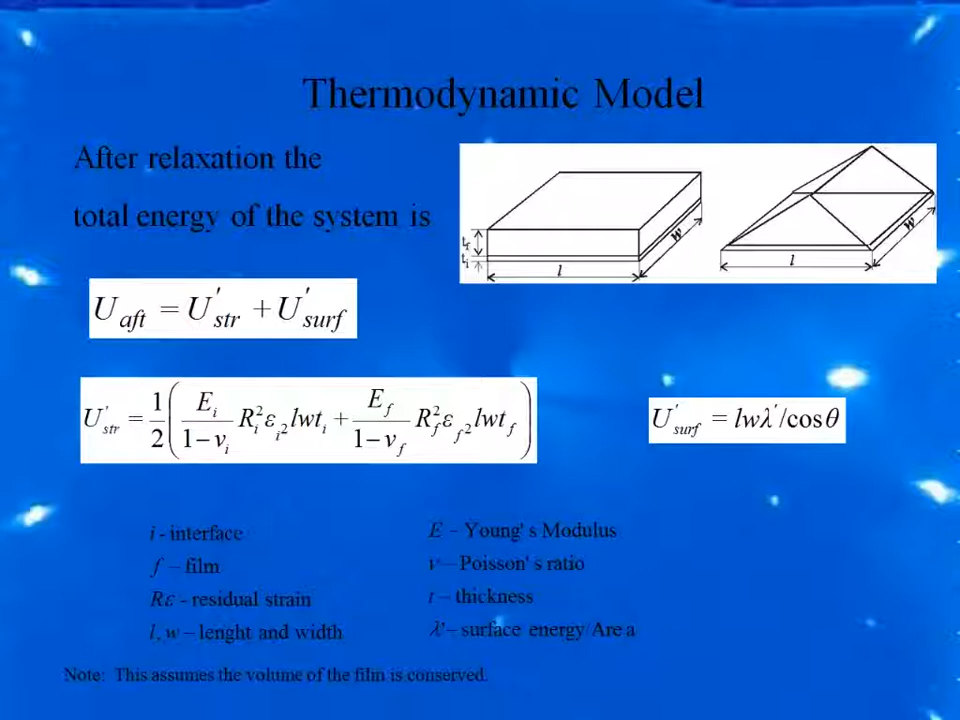 Thermodynamic Model
After relaxation the
total energy of the system is
t_f
t_i
l
w
l
w
U_aft = U'_str + U'_surf
U'_str = 1/2 ( E_i/(1−ν_i) R_i^2 ε_i^2 lwt_i + E_f/(1−ν_f) R_f^2 ε_f^2 lwt_f )
U'_surf = lwλ'/cosθ
i - interface
f – film
Rε - residual strain
l, w – lenght and width
E – Young's Modulus
ν – Poisson's ratio
t – thickness
λ' – surface energy/Are a
Note: This assumes the volume of the film is conserved.